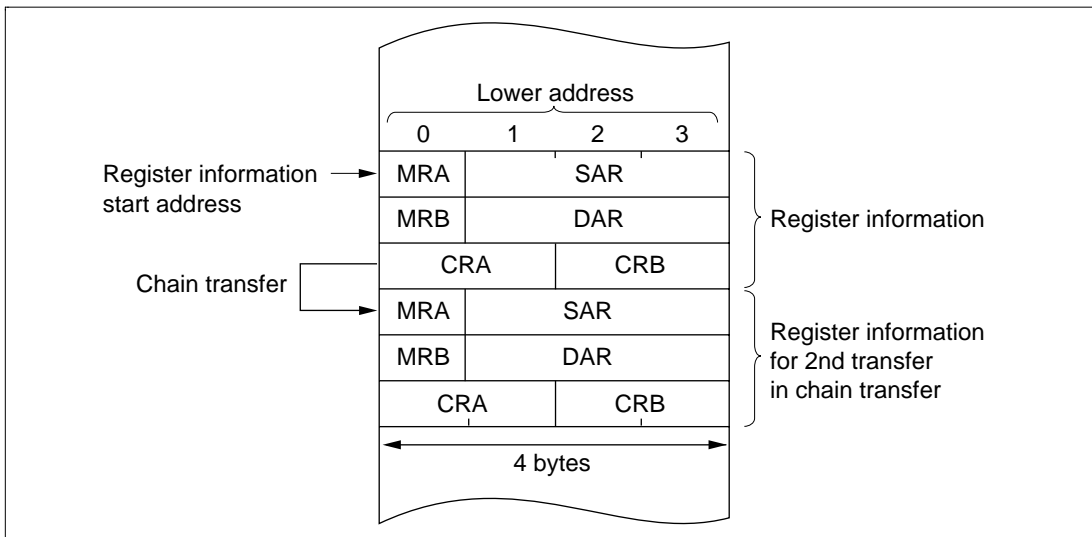 Lower address
0 1 2 3
Register information
start address
MRA SAR
MRB DAR
Register information
CRA CRB
Chain transfer
MRA SAR
MRB DAR
Register information
for 2nd transfer
in chain transfer
CRA CRB
4 bytes